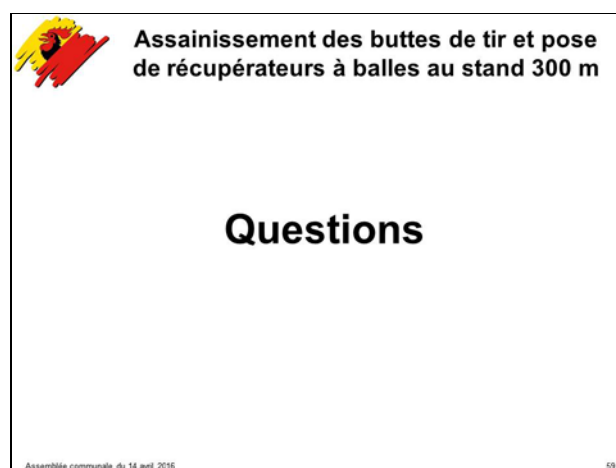 Assainissement des buttes de tir et pose
de récupérateurs à balles au stand 300 m
Questions
Assemblée communale du 14 avril 2016
59